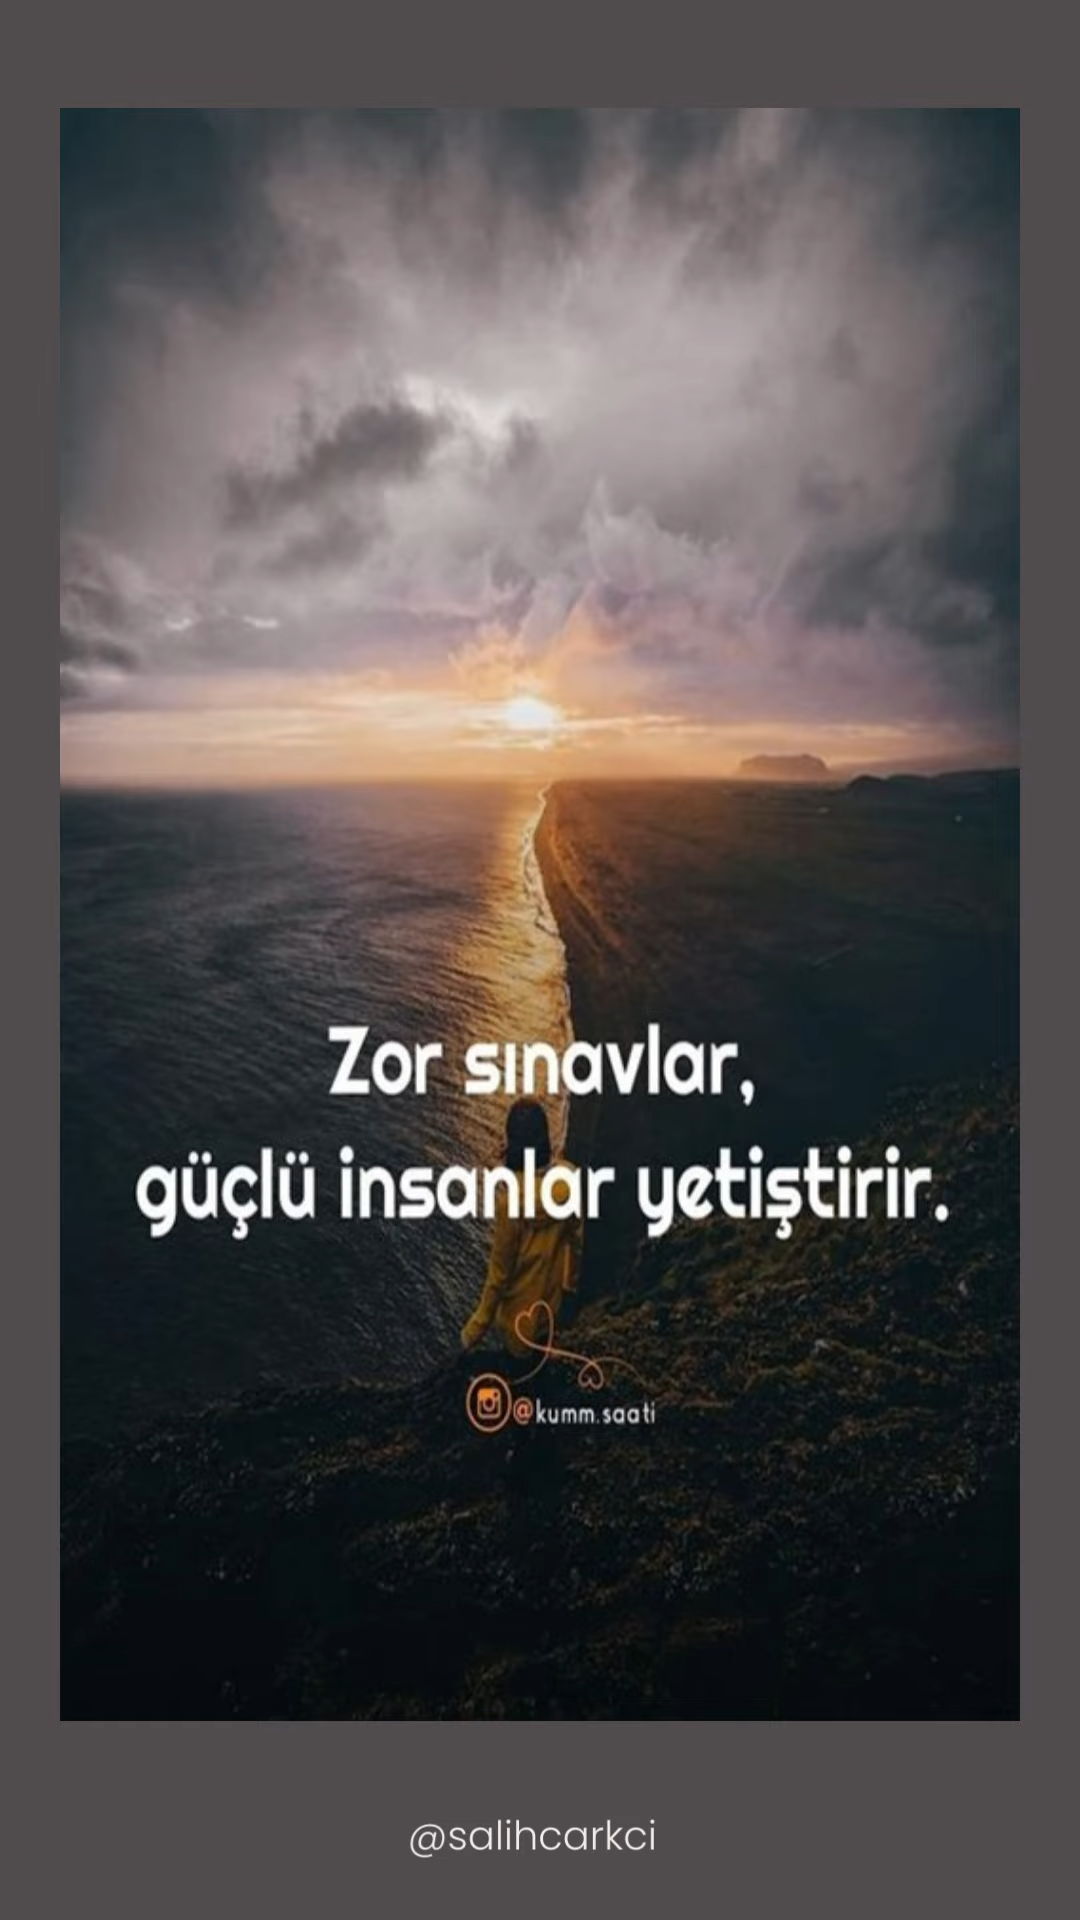 Zor sınavlar,
güçlü insanlar yetiştirir.
@kumm.saati
@salihcarkci